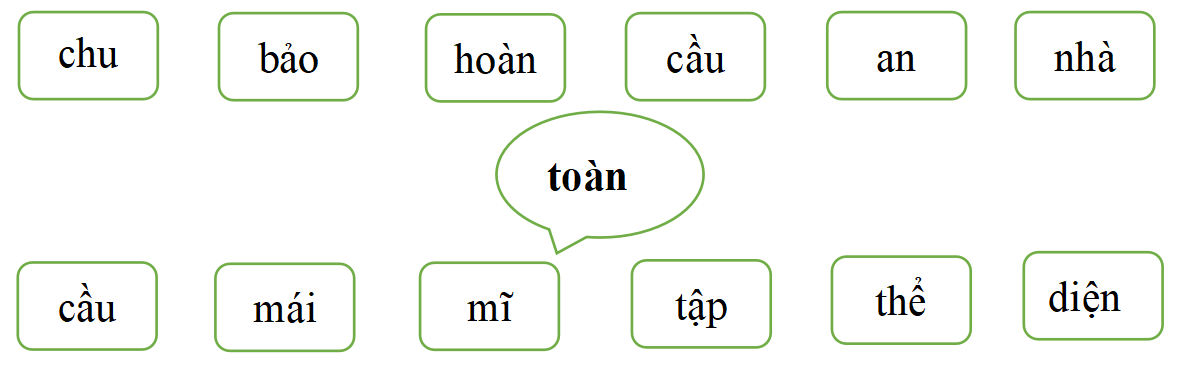 chu bảo hoàn cầu an nhà
toàn
cầu mái mĩ tập thể diện